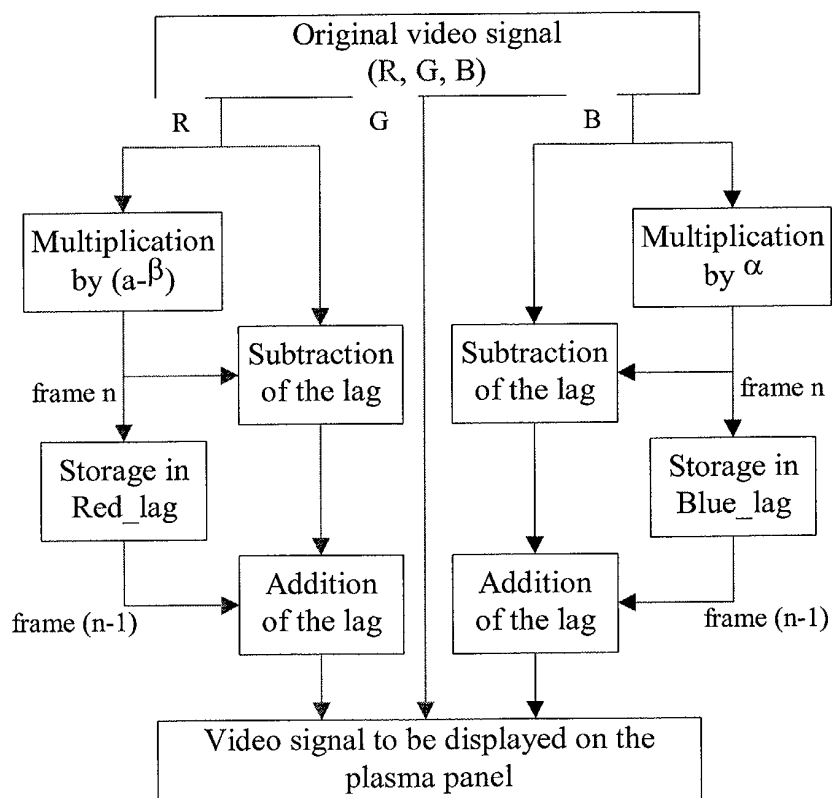 Original video signal
(R, G, B)
R
G
B
Multiplication
by (a-β)
Multiplication
by α
Subtraction
of the lag
Subtraction
of the lag
frame n
frame n
Storage in
Red_lag
Storage in
Blue_lag
Addition
of the lag
Addition
of the lag
frame (n-1)
frame (n-1)
Video signal to be displayed on the
plasma panel